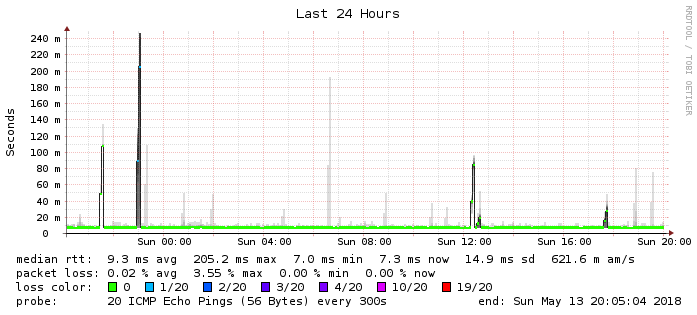 Last 24 Hours
RRDTOOL / TOBI OETIKER
Seconds
240 m
220 m
200 m
180 m
160 m
140 m
120 m
100 m
80 m
60 m
40 m
20 m
0
Sun 00:00 Sun 04:00 Sun 08:00 Sun 12:00 Sun 16:00 Sun 20:00
median rtt: 9.3 ms avg 205.2 ms max 7.0 ms min 7.3 ms now 14.9 ms sd 621.6 m am/s
packet loss: 0.02 % avg 3.55 % max 0.00 % min 0.00 % now
loss color: 0 1/20 2/20 3/20 4/20 10/20 19/20
probe: 20 ICMP Echo Pings (56 Bytes) every 300s end: Sun May 13 20:05:04 2018